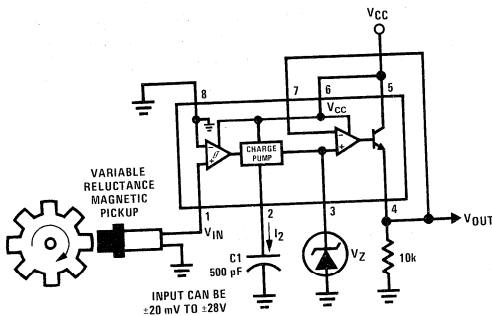 VCC
8
7
6
5
VCC
CHARGE
PUMP
VARIABLE
RELUCTANCE
MAGNETIC
PICKUP
1
VIN
2
I2
3
4
VOUT
C1
500 pF
VZ
10k
INPUT CAN BE
±20 mV TO ±28V